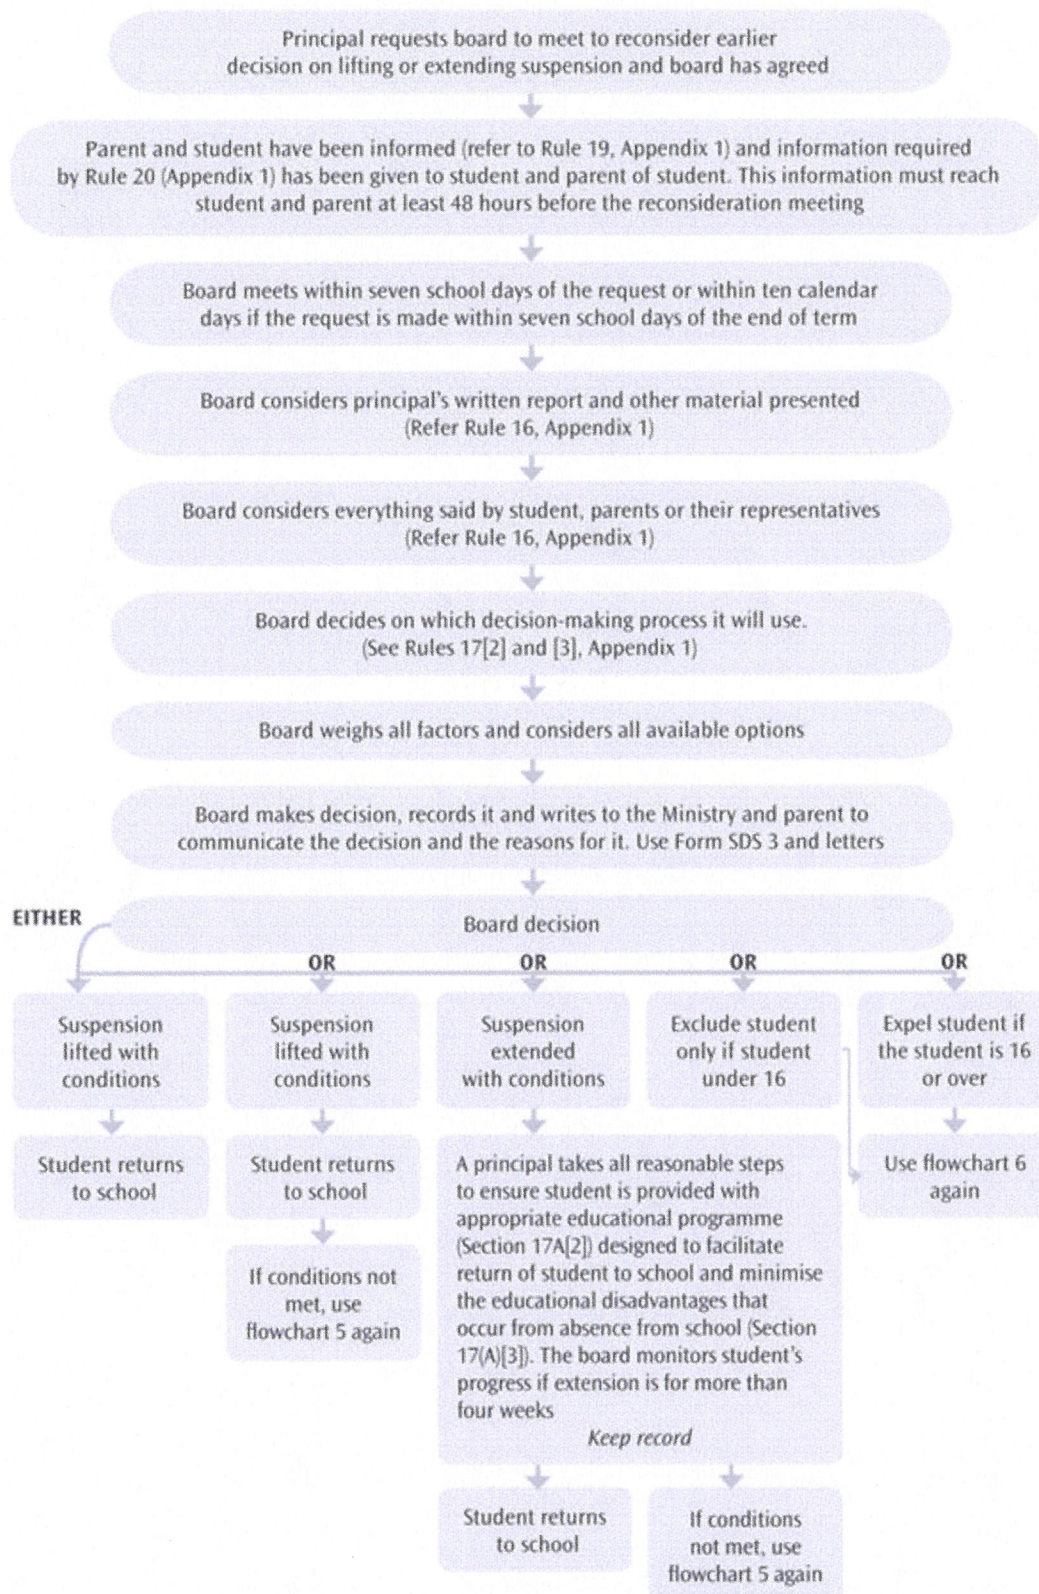 Principal requests board to meet to reconsider earlier
decision on lifting or extending suspension and board has agreed
Parent and student have been informed (refer to Rule 19, Appendix 1) and information required
by Rule 20 (Appendix 1) has been given to student and parent of student. This information must reach
student and parent at least 48 hours before the reconsideration meeting
Board meets within seven school days of the request or within ten calendar
days if the request is made within seven school days of the end of term
Board considers principal's written report and other material presented
(Refer Rule 16, Appendix 1)
Board considers everything said by student, parents or their representatives
(Refer Rule 16, Appendix 1)
Board decides on which decision-making process it will use.
(See Rules 17[2] and [3], Appendix 1)
Board weighs all factors and considers all available options
Board makes decision, records it and writes to the Ministry and parent to
communicate the decision and the reasons for it. Use Form SDS 3 and letters
EITHER
Board decision
OR
OR
OR
OR
Suspension
lifted with
conditions
Suspension
lifted with
conditions
Suspension
extended
with conditions
Exclude student
only if student
under 16
Expel student if
the student is 16
or over
Student returns
to school
Student returns
to school
A principal takes all reasonable steps
to ensure student is provided with
appropriate educational programme
(Section 17A[2]) designed to facilitate
return of student to school and minimise
the educational disadvantages that
occur from absence from school (Section
17(A)[3]). The board monitors student's
progress if extension is for more than
four weeks
Keep record
Use flowchart 6
again
If conditions not
met, use
flowchart 5 again
Student returns
to school
If conditions
not met, use
flowchart 5 again